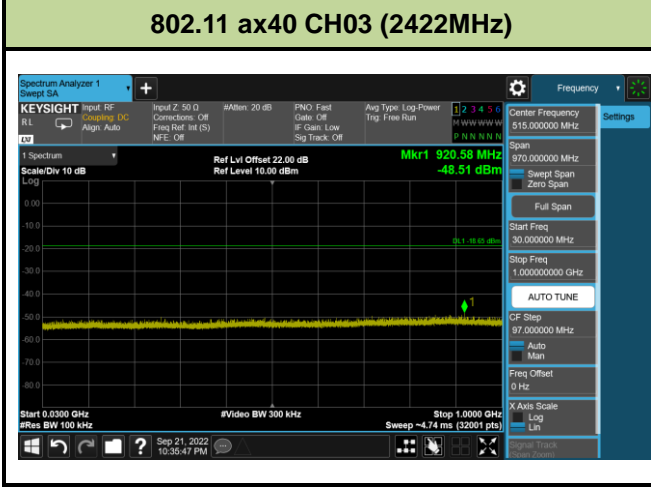 802.11 ax40 CH03 (2422MHz)
Spectrum Analyzer 1
Swept SA
Frequency
KEYSIGHT
RL
LXI
Input: RF
Coupling: DC
Align: Auto
Input Z: 50 Ω
Corrections: Off
Freq Ref: Int (S)
NFE: Off
#Atten: 20 dB
PNO: Fast
Gate: Off
IF Gain: Low
Sig Track: Off
Avg Type: Log-Power
Trig: Free Run
1 2 3 4 5 6
M W W W W W
P N N N N N
1 Spectrum
Scale/Div 10 dB
Log
Ref Lvl Offset 22.00 dB
Ref Level 10.00 dBm
Mkr1 920.58 MHz
-48.51 dBm
0.00
-10.0
-20.0
-30.0
-40.0
-50.0
-60.0
-70.0
-80.0
DL1 -18.65 dBm
1
Start 0.0300 GHz
#Res BW 100 kHz
#Video BW 300 kHz
Stop 1.0000 GHz
Sweep ~4.74 ms (32001 pts)
Sep 21, 2022
10:35:47 PM
Center Frequency
515.000000 MHz
Span
970.000000 MHz
Swept Span
Zero Span
Full Span
Start Freq
30.000000 MHz
Stop Freq
1.000000000 GHz
AUTO TUNE
CF Step
97.000000 MHz
Auto
Man
Freq Offset
0 Hz
X Axis Scale
Log
Lin
Signal Track
(Span Zoom)
Settings